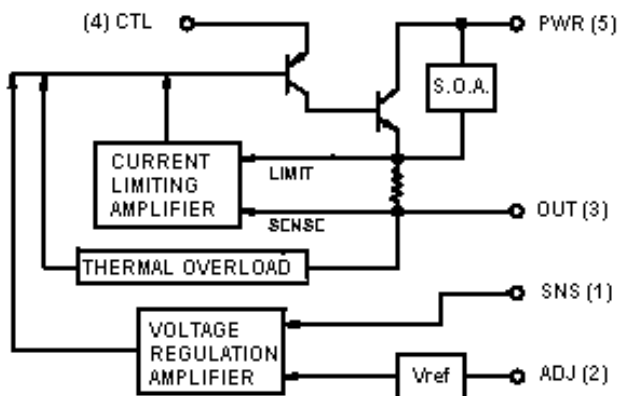 (4) CTL
PWR (5)
S.O.A.
CURRENT
LIMITING
AMPLIFIER
LIMIT
SENSE
OUT (3)
THERMAL OVERLOAD
SNS (1)
VOLTAGE
REGULATION
AMPLIFIER
Vref
ADJ (2)